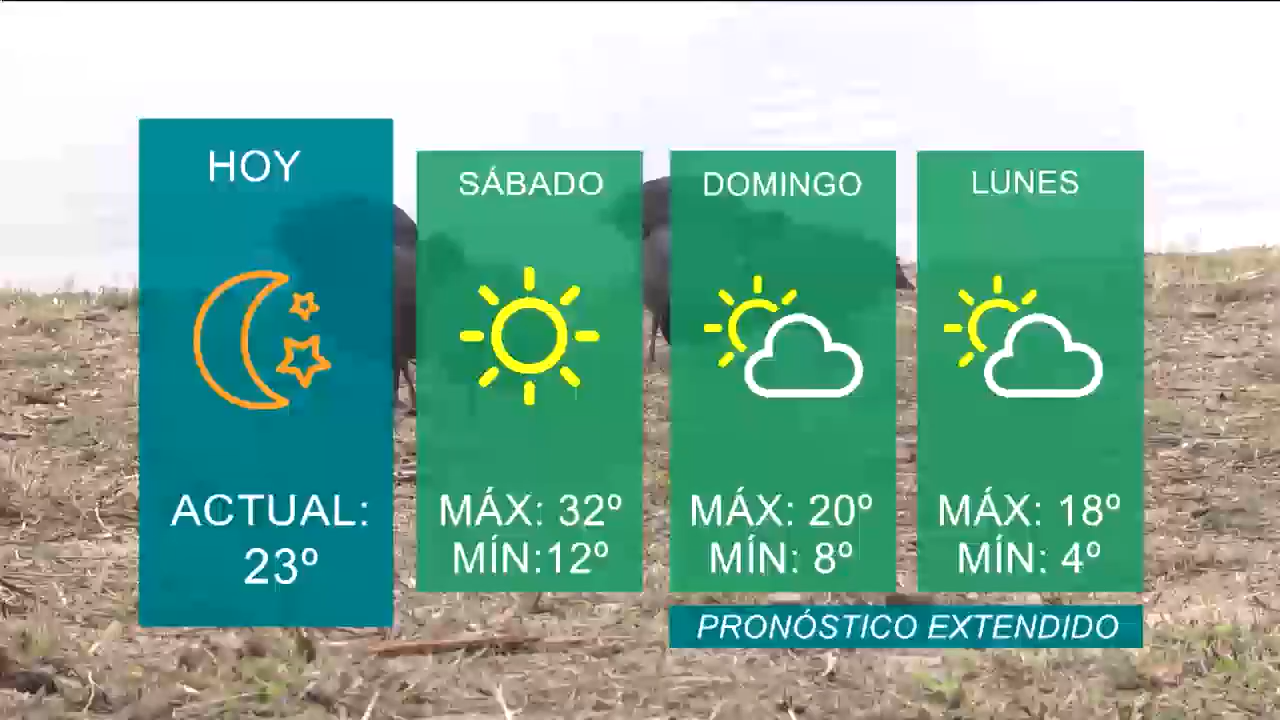 HOY
ACTUAL:
23º
SÁBADO
MÁX: 32º
MÍN:12º
DOMINGO
MÁX: 20º
MÍN: 8º
LUNES
MÁX: 18º
MÍN: 4º
PRONÓSTICO EXTENDIDO